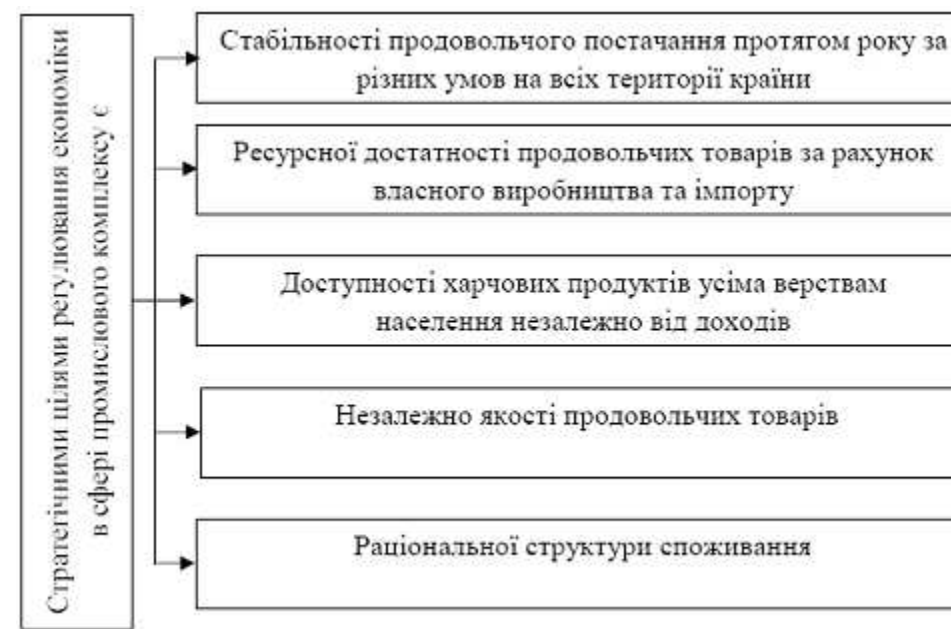 Стратегічними цілями регулювання економіки
в сфері промислового комплексу є
Стабільності продовольчого постачання протягом року за
різних умов на всіх території країни
Ресурсної достатності продовольчих товарів за рахунок
власного виробництва та імпорту
Доступності харчових продуктів усіма верствам
населення незалежно від доходів
Незалежно якості продовольчих товарів
Раціональної структури споживання